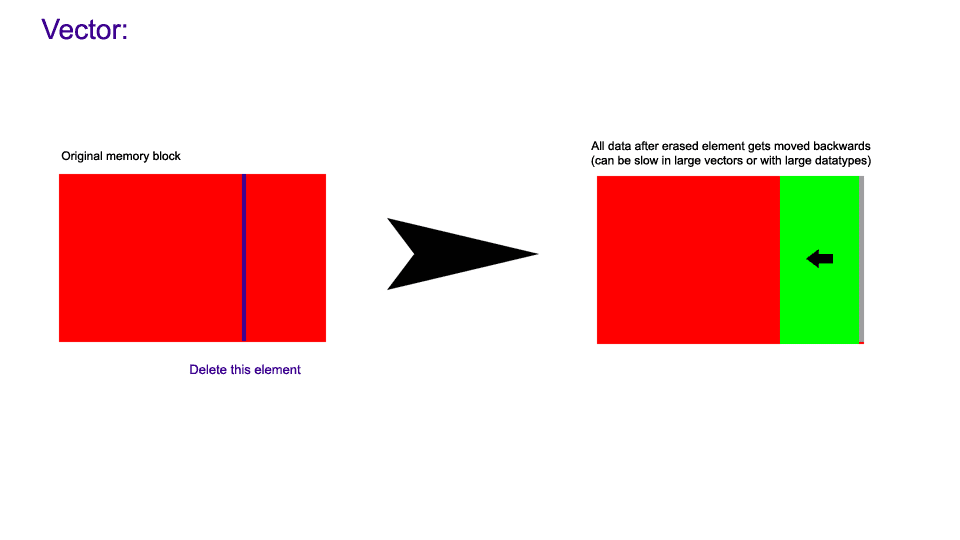 Vector:
Original memory block
All data after erased element gets moved backwards
(can be slow in large vectors or with large datatypes)
Delete this element